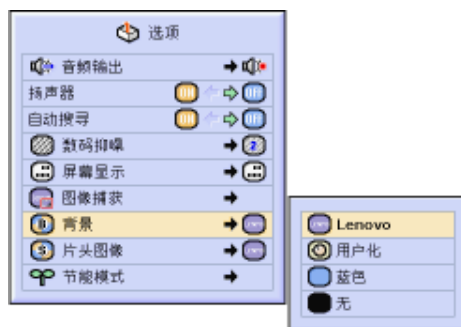 选项
音频输出
扬声器
自动搜寻
数码抑噪
屏幕显示
图像捕获
背景
片头图像
节能模式
Lenovo
用户化
蓝色
无